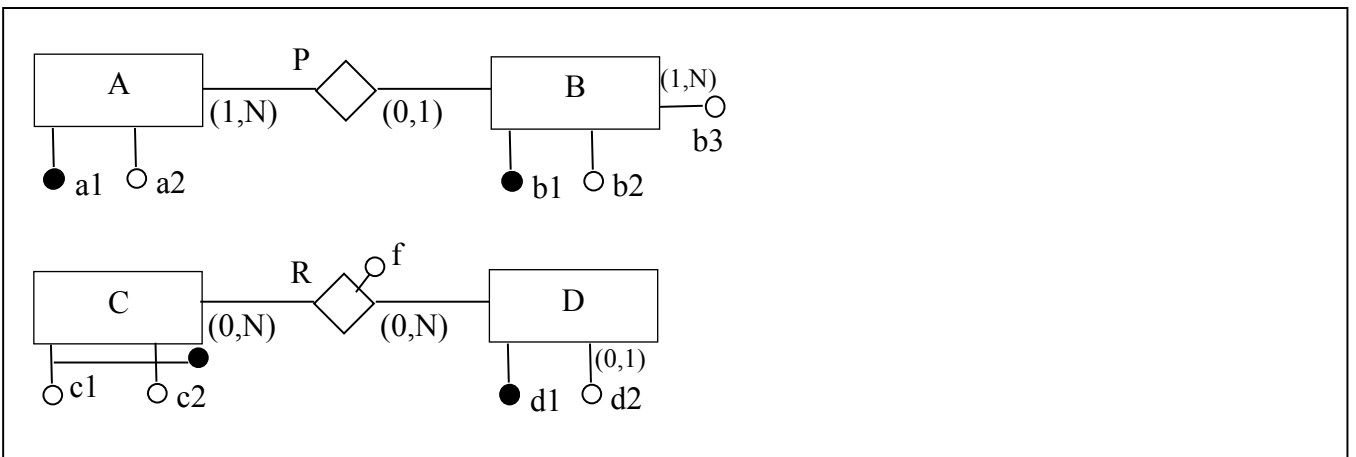 P
A
B
(1,N)
(1,N)
(0,1)
b3
a1
a2
b1
b2
f
R
C
D
(0,N)
(0,N)
(0,1)
c1
c2
d1
d2